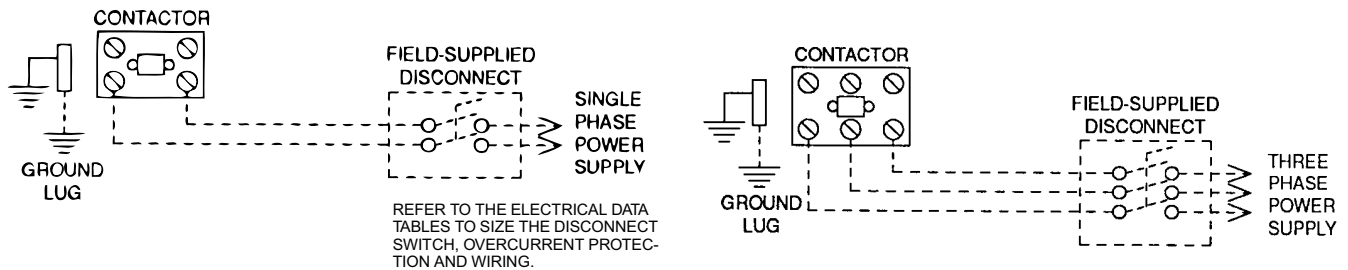 CONTACTOR
FIELD-SUPPLIED
DISCONNECT
SINGLE
PHASE
POWER
SUPPLY
GROUND
LUG
REFER TO THE ELECTRICAL DATA
TABLES TO SIZE THE DISCONNECT
SWITCH, OVERCURRENT PROTEC-
TION AND WIRING.
CONTACTOR
FIELD-SUPPLIED
DISCONNECT
THREE
PHASE
POWER
SUPPLY
GROUND
LUG